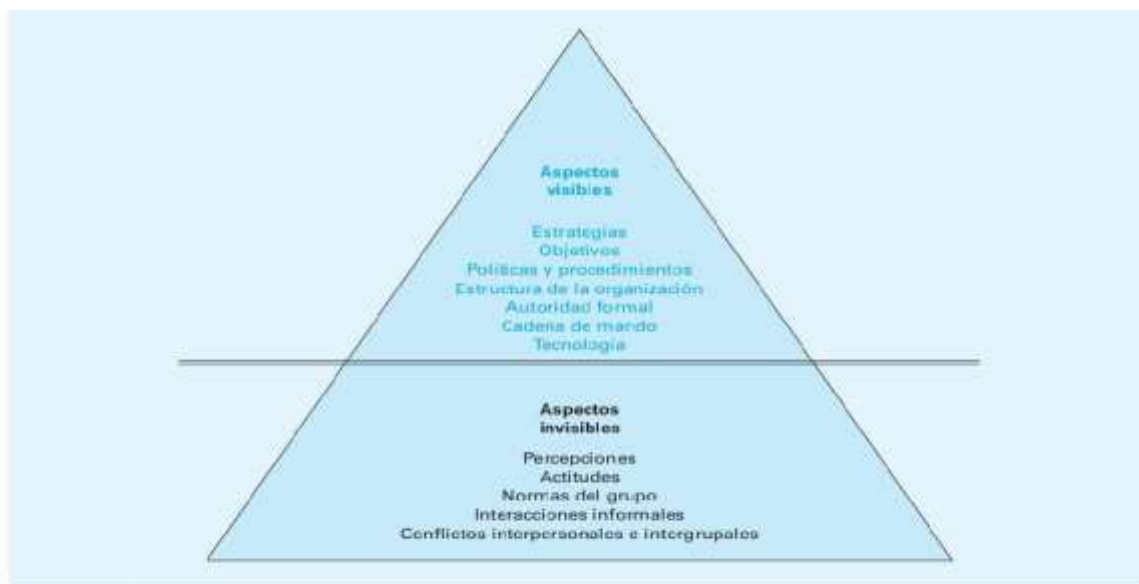 Aspectos
visibles
Estrategias
Objetivos
Políticas y procedimientos
Estructura de la organización
Autoridad formal
Cadena de mando
Tecnología
Aspectos
invisibles
Percepciones
Actitudes
Normas del grupo
Interacciones informales
Conflictos interpersonales e intergrupales